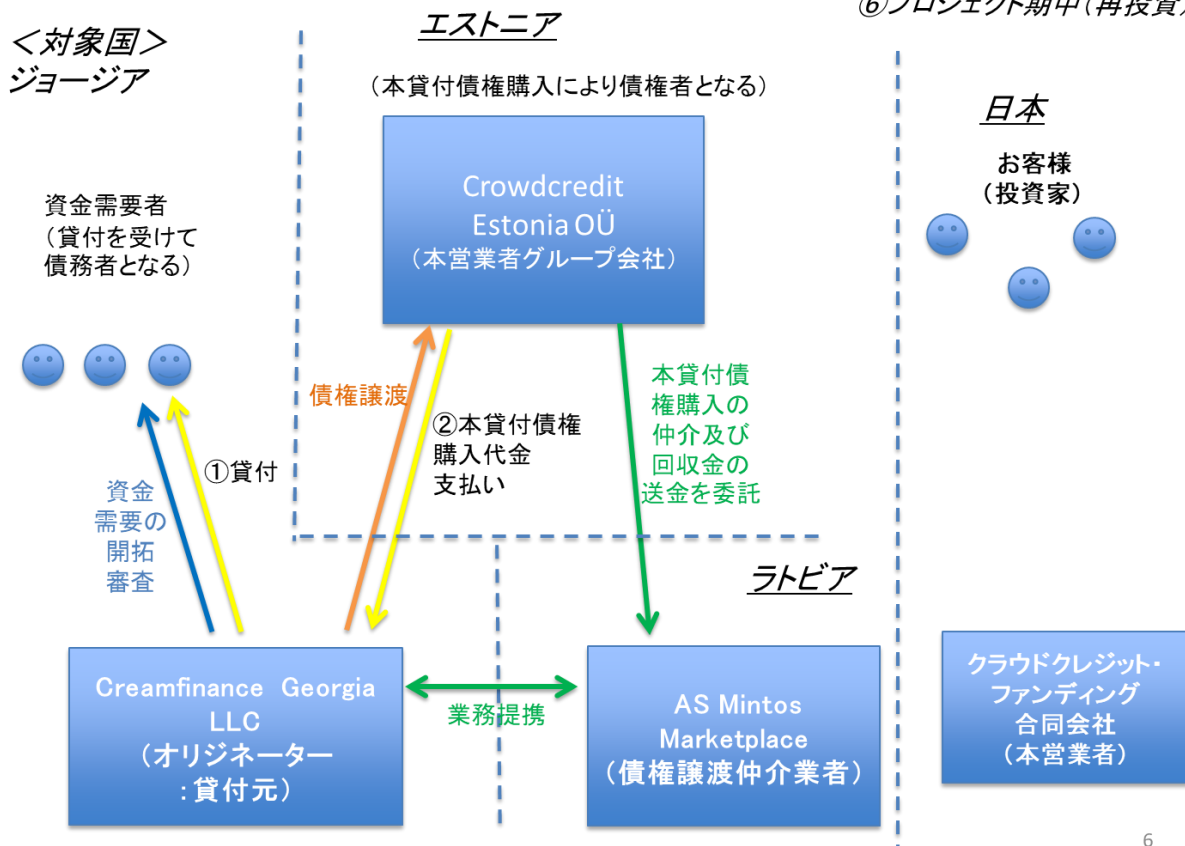 ⑥プロジェクト期中(再投資)
<対象国>
ジョージア
エストニア
(本貸付債権購入により債権者となる)
Crowdcredit
Estonia OÜ
(本営業者グループ会社)
日本
お客様
(投資家)
資金需要者
(貸付を受けて
債務者となる)
債権譲渡
②本貸付債権
購入代金
支払い
本貸付債
権購入の
仲介及び
回収金の
送金を委託
①貸付
資金
需要の
開拓
審査
ラトビア
Creamfinance Georgia
LLC
(オリジネーター
:貸付元)
業務提携
AS Mintos
Marketplace
(債権譲渡仲介業者)
クラウドクレジット・
ファンディング
合同会社
(本営業者)
6